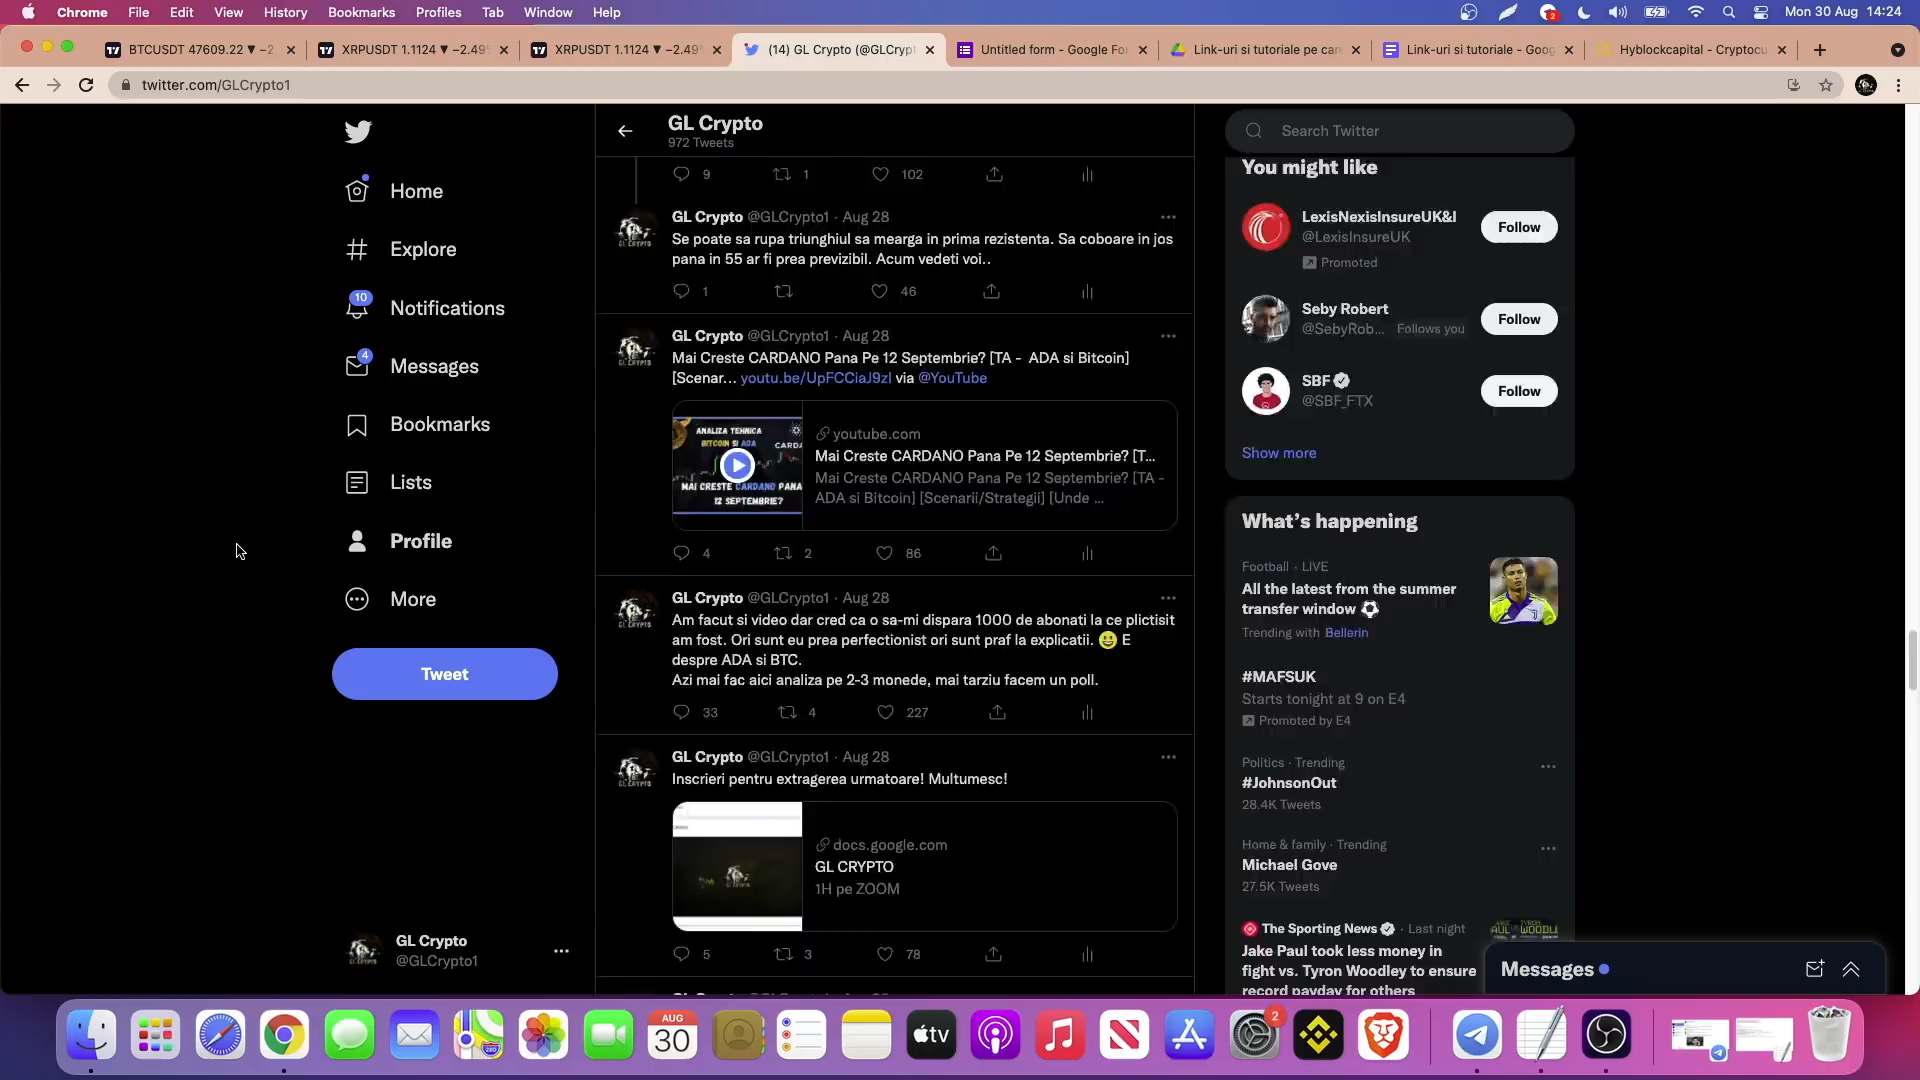 Chrome File Edit View History Bookmarks Profiles Tab Window Help
2
Mon 30 Aug 14:24
BTCUSDT 47609.22 ▼ −2
XRPUSDT 1.1124 ▼ −2.49%
XRPUSDT 1.1124 ▼ −2.49%
(14) GL Crypto (@GLCrypt
Untitled form - Google For
Link-uri si tutoriale pe car
Link-uri si tutoriale - Goog
Hyblockcapital - Cryptocu
twitter.com/GLCrypto1
Home
Explore
10
Notifications
4
Messages
Bookmarks
Lists
Profile
More
Tweet
GL Crypto
@GLCrypto1
GL Crypto
972 Tweets
9 1 102
GL Crypto @GLCrypto1 · Aug 28
Se poate sa rupa triunghiul sa mearga in prima rezistenta. Sa coboare in jos
pana in 55 ar fi prea previzibil. Acum vedeti voi..
1 46
GL Crypto @GLCrypto1 · Aug 28
Mai Creste CARDANO Pana Pe 12 Septembrie? [TA - ADA si Bitcoin]
[Scenar... youtu.be/UpFCCiaJ9zI via @YouTube
ANALIZA TEHNICA
BITCOIN SI ADA
CARDA
MAI CRESTE CARDANO PANA
12 SEPTEMBRIE?
youtube.com
Mai Creste CARDANO Pana Pe 12 Septembrie? [T...
Mai Creste CARDANO Pana Pe 12 Septembrie? [TA -
ADA si Bitcoin] [Scenarii/Strategii] [Unde ...
4 2 86
GL Crypto @GLCrypto1 · Aug 28
Am facut si video dar cred ca o sa-mi dispara 1000 de abonati la ce plictisit
am fost. Ori sunt eu prea perfectionist ori sunt praf la explicatii. 😀 E
despre ADA si BTC.
Azi mai fac aici analiza pe 2-3 monede, mai tarziu facem un poll.
33 4 227
GL Crypto @GLCrypto1 · Aug 28
Inscrieri pentru extragerea urmatoare! Multumesc!
docs.google.com
GL CRYPTO
1H pe ZOOM
5 3 78
Search Twitter
You might like
LexisNexisInsureUK&I
@LexisInsureUK
Promoted
Follow
Seby Robert
@SebyRob... Follows you
Follow
SBF
@SBF_FTX
Follow
Show more
What's happening
Football · LIVE
All the latest from the summer
transfer window ⚽
Trending with Bellerin
#MAFSUK
Starts tonight at 9 on E4
Promoted by E4
Politics · Trending
#JohnsonOut
28.4K Tweets
Home & family · Trending
Michael Gove
27.5K Tweets
The Sporting News · Last night
Jake Paul took less money in
fight vs. Tyron Woodley to ensure
record payday for others
Messages
AUG
30
tv
2